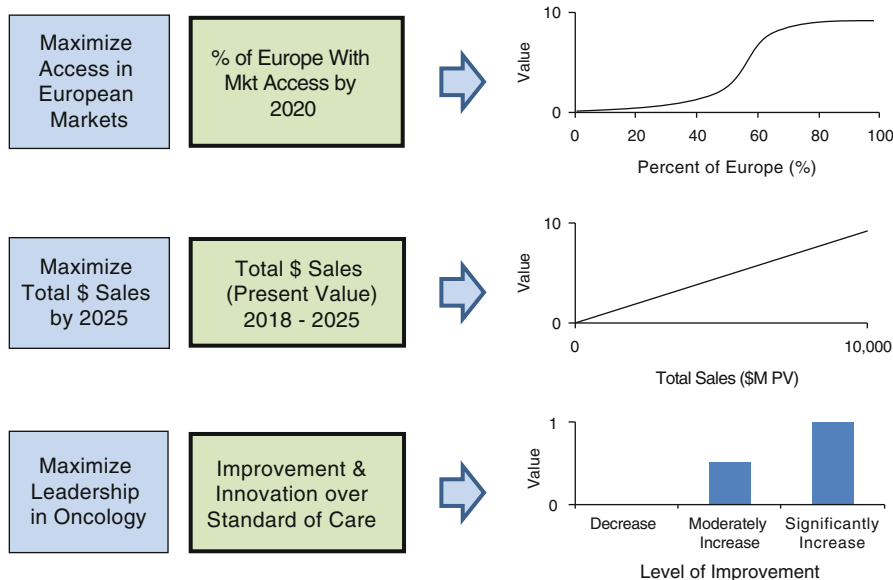 Maximize
Access in
European
Markets
% of Europe With
Mkt Access by
2020
10
Value
0
0 20 40 60 80 100
Percent of Europe (%)
Maximize
Total $ Sales
by 2025
Total $ Sales
(Present Value)
2018 - 2025
10
Value
0
0 10,000
Total Sales ($M PV)
Maximize
Leadership
in Oncology
Improvement &
Innovation over
Standard of Care
1
Value
0
Decrease Moderately Significantly
Increase Increase
Level of Improvement